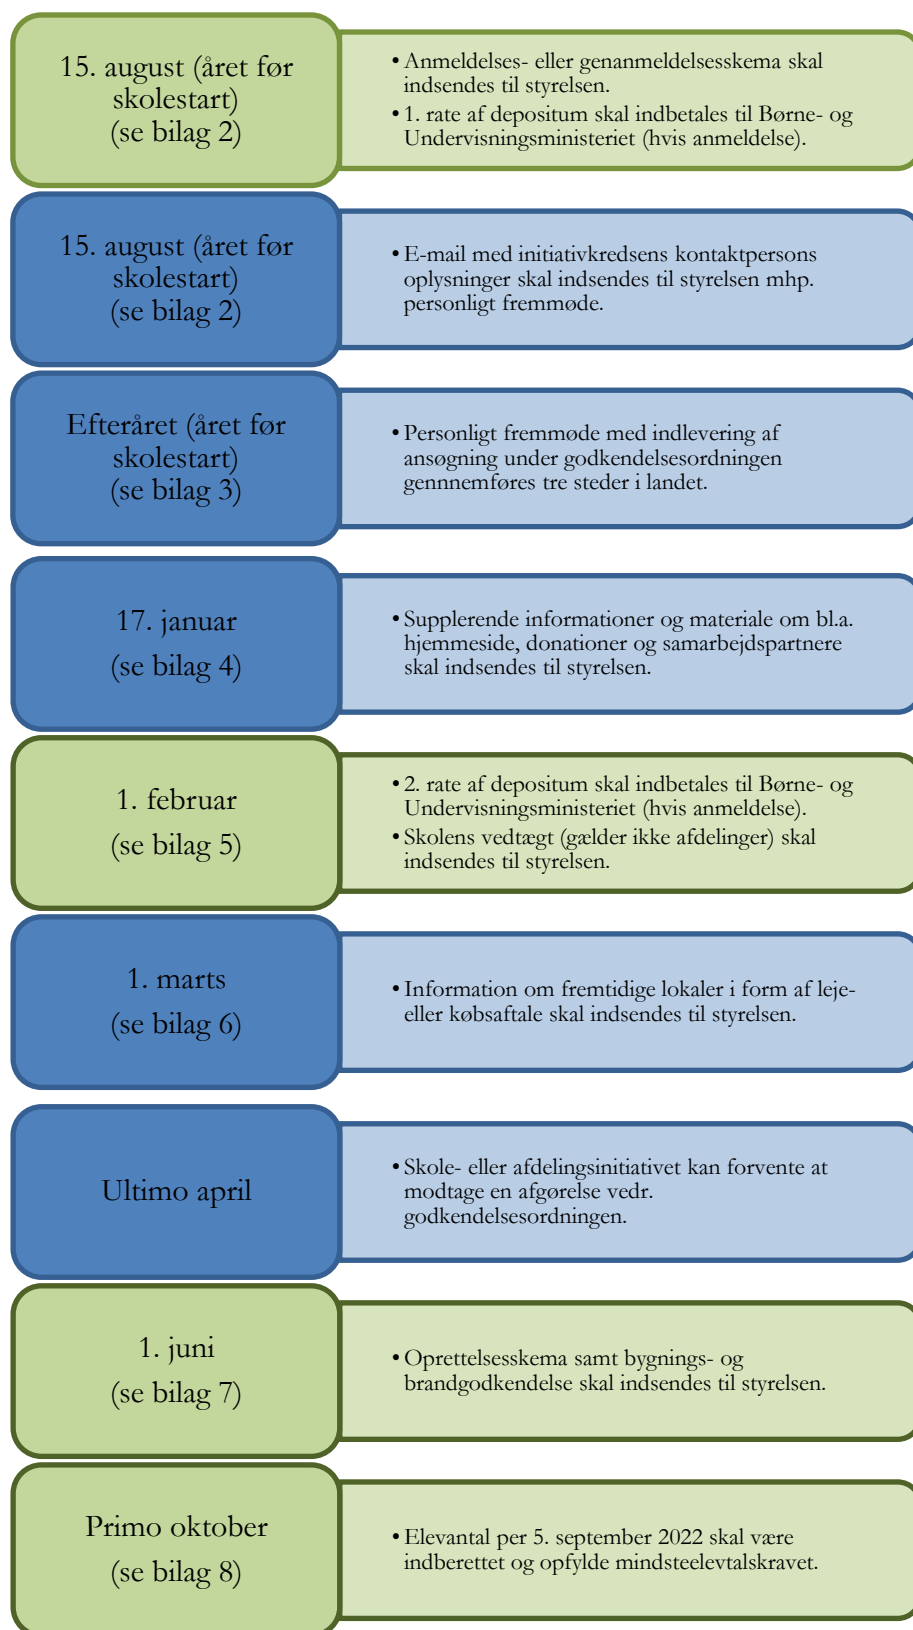 15. august (året før
skolestart)
(se bilag 2)
• Anmeldelses- eller genanmeldelsesskema skal
indsendes til styrelsen.
• 1. rate af depositum skal indbetales til Børne- og
Undervisningsministeriet (hvis anmeldelse).
15. august (året før
skolestart)
(se bilag 2)
• E-mail med initiativkredsens kontaktpersons
oplysninger skal indsendes til styrelsen mhp.
personligt fremmøde.
Efteråret (året før
skolestart)
(se bilag 3)
• Personligt fremmøde med indlevering af
ansøgning under godkendelsesordningen
gennnemføres tre steder i landet.
17. januar
(se bilag 4)
• Supplerende informationer og materiale om bl.a.
hjemmeside, donationer og samarbejdspartnere
skal indsendes til styrelsen.
1. februar
(se bilag 5)
• 2. rate af depositum skal indbetales til Børne- og
Undervisningsministeriet (hvis anmeldelse).
• Skolens vedtægt (gælder ikke afdelinger) skal
indsendes til styrelsen.
1. marts
(se bilag 6)
• Information om fremtidige lokaler i form af leje-
eller købsaftale skal indsendes til styrelsen.
Ultimo april
• Skole- eller afdelingsinitiativet kan forvente at
modtage en afgørelse vedr.
godkendelsesordningen.
1. juni
(se bilag 7)
• Oprettelsesskema samt bygnings- og
brandgodkendelse skal indsendes til styrelsen.
Primo oktober
(se bilag 8)
• Elevantal per 5. september 2022 skal være
indberettet og opfylde mindsteelevtalskravet.